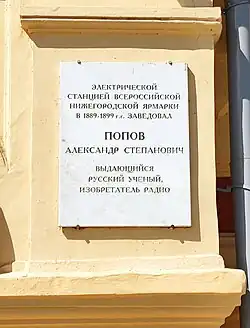 ЭЛЕКТРИЧЕСКОЙ
СТАНЦИЕЙ ВСЕРОССИЙСКОЙ
НИЖЕГОРОДСКОЙ ЯРМАРКИ
В 1889-1899 г.г. ЗАВЕДОВАЛ
ПОПОВ
АЛЕКСАНДР СТЕПАНОВИЧ
ВЫДАЮЩИЙСЯ
РУССКИЙ УЧЕНЫЙ,
ИЗОБРЕТАТЕЛЬ РАДИО